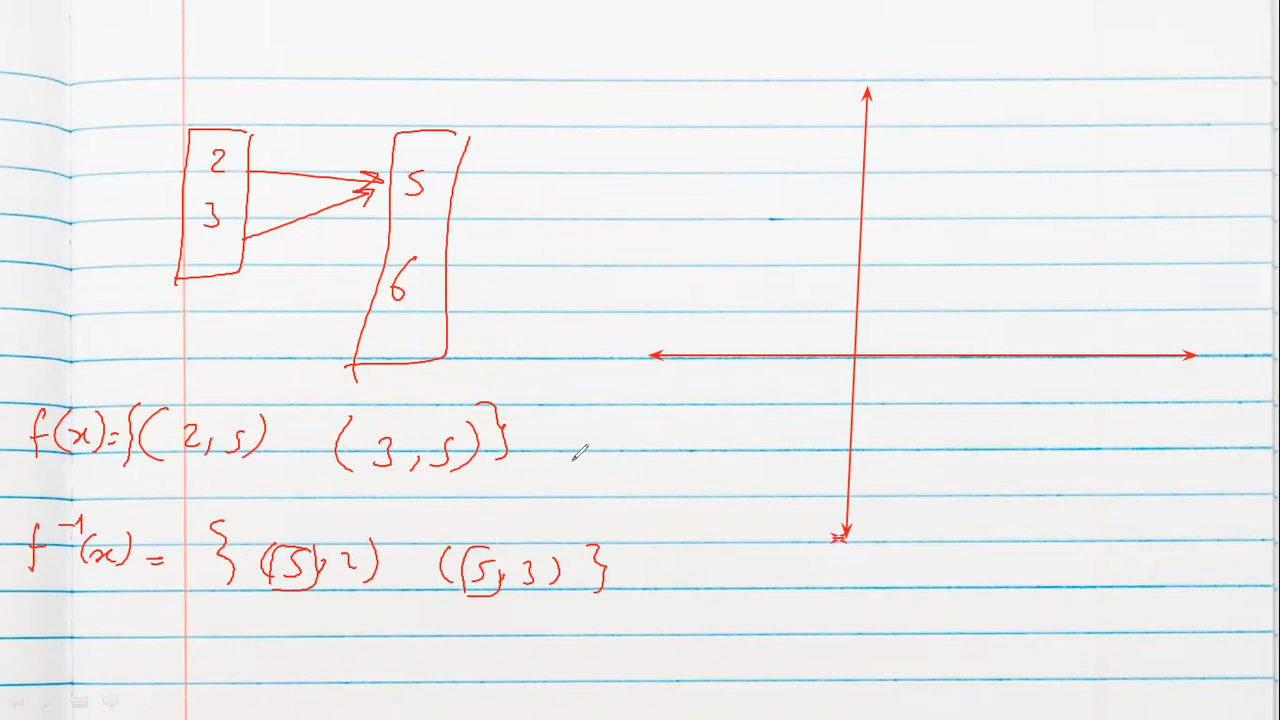 2
3
5
6
f(x)={(2,5) (3,5)}
f⁻¹(x) = {(5,2) (5,3)}